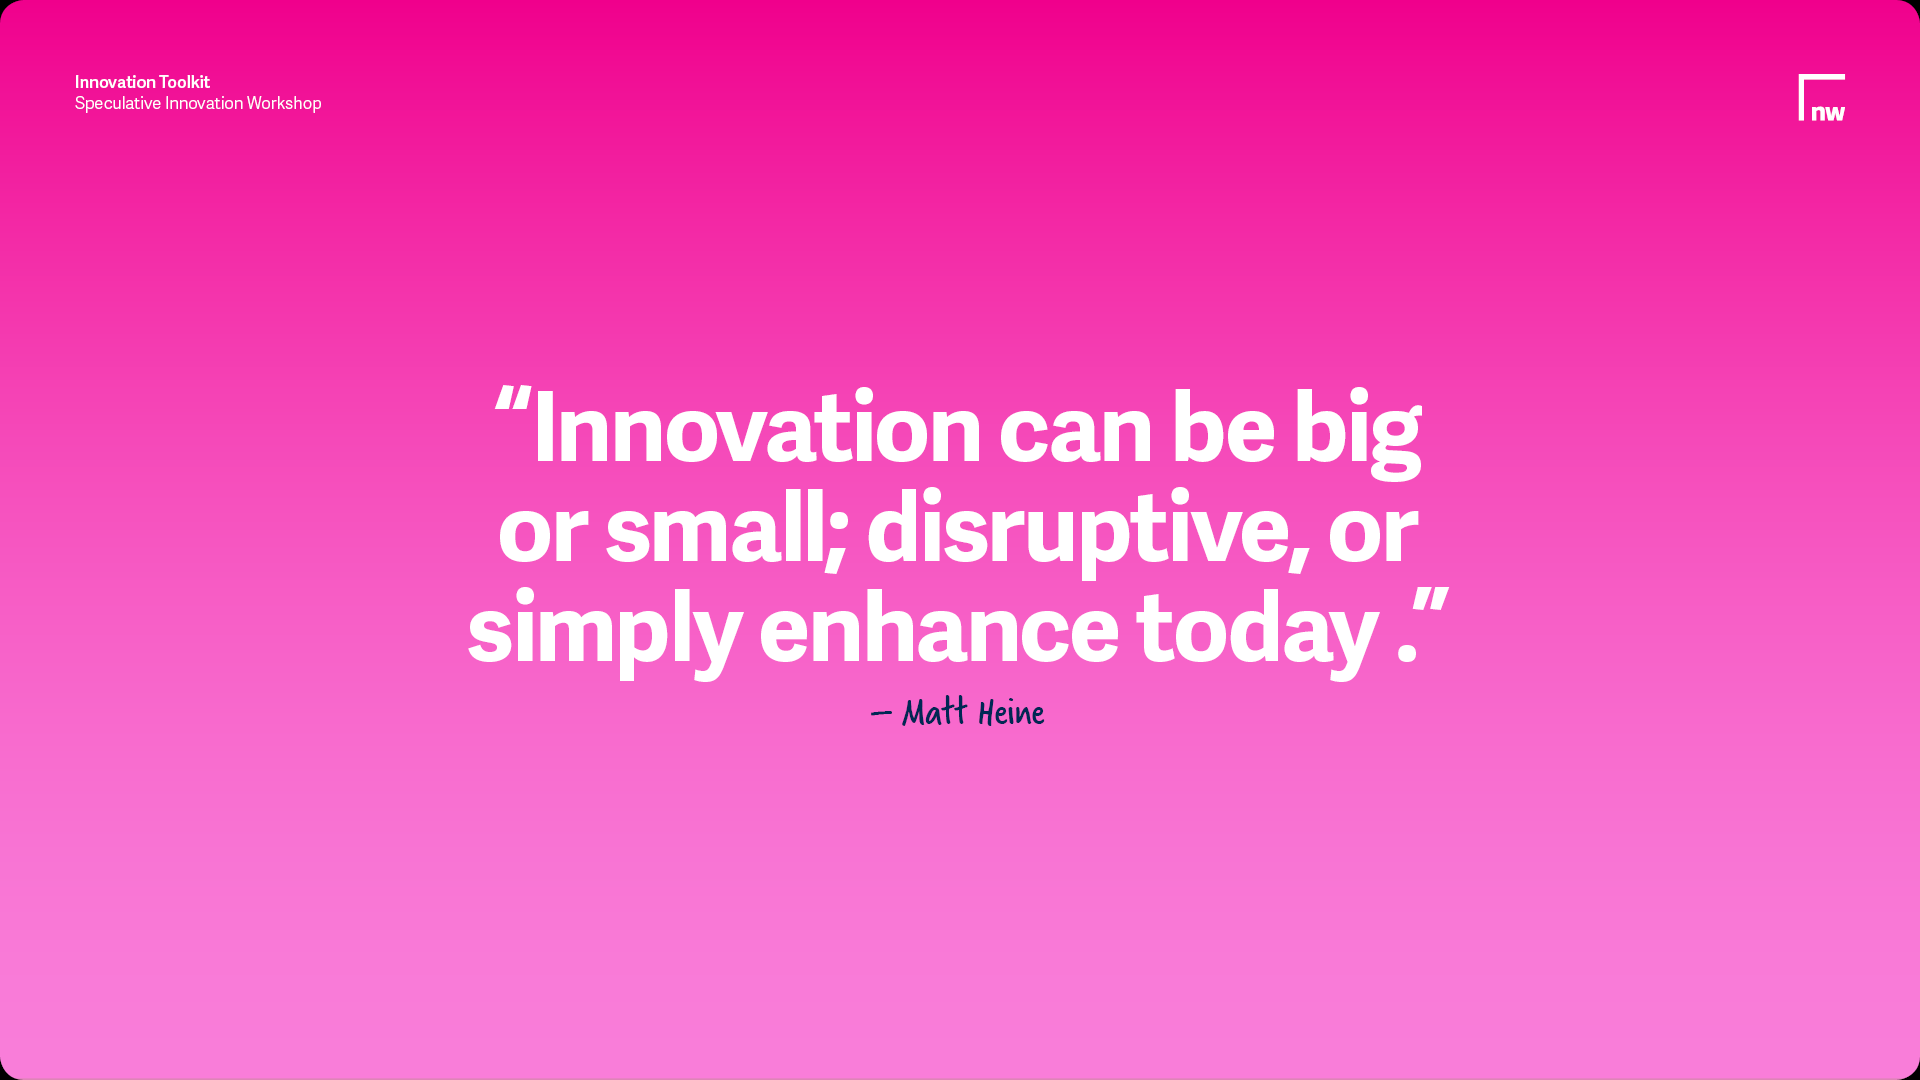 Innovation Toolkit
Speculative Innovation Workshop
nw
“Innovation can be big
or small; disruptive, or
simply enhance today .”
– Matt Heine